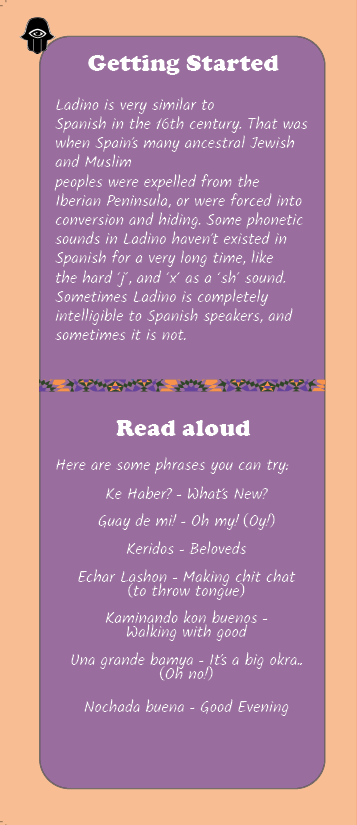 Getting Started
Ladino is very similar to
Spanish in the 16th century. That was
when Spain's many ancestral Jewish
and Muslim
peoples were expelled from the
Iberian Peninsula, or were forced into
conversion and hiding. Some phonetic
sounds in Ladino haven't existed in
Spanish for a very long time, like
the hard 'j', and 'x' as a 'sh' sound.
Sometimes Ladino is completely
intelligible to Spanish speakers, and
sometimes it is not.
Read aloud
Here are some phrases you can try:
Ke Haber? - What's New?
Guay de mi! - Oh my! (Oy!)
Keridos - Beloveds
Echar Lashon - Making chit chat
(to throw tongue)
Kaminando kon buenos -
Walking with good
Una grande bamya - It's a big okra..
(Oh no!)
Nochada buena - Good Evening